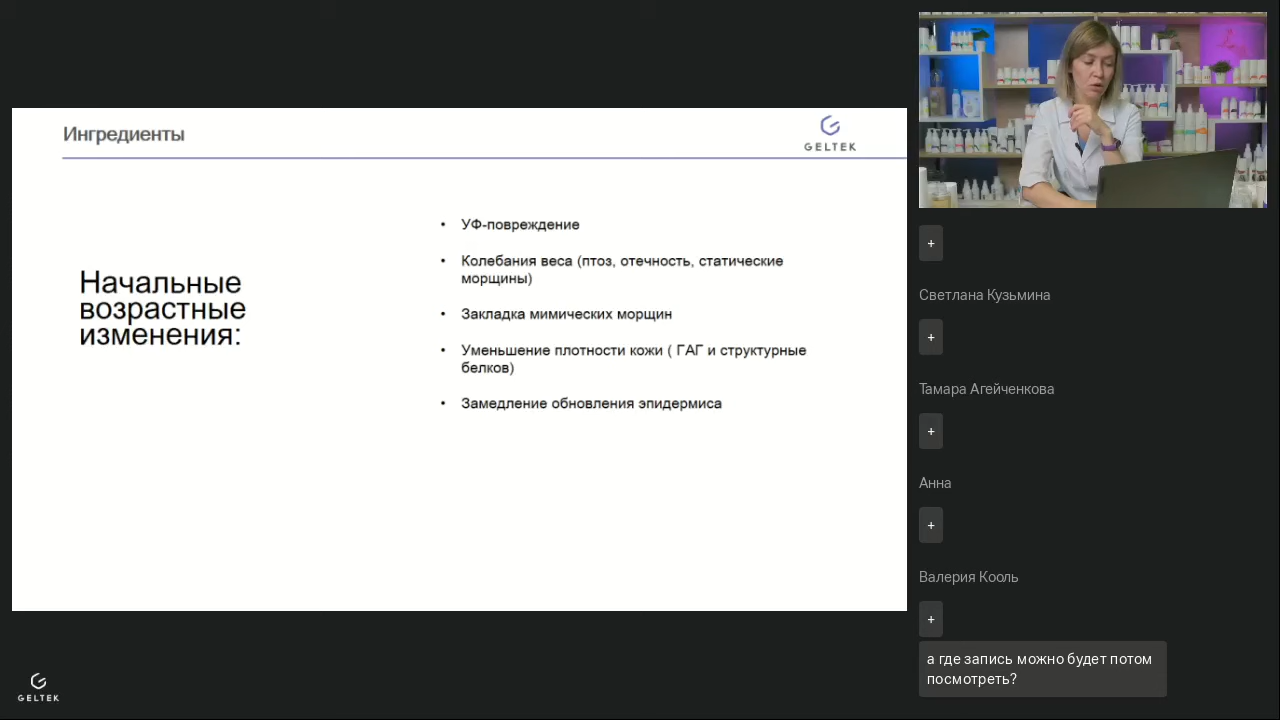 Ингредиенты
GELTEK
Начальные
возрастные
изменения:
• УФ-повреждение
• Колебания веса (птоз, отечность, статические
морщины)
• Закладка мимических морщин
• Уменьшение плотности кожи ( ГАГ и структурные
белков)
• Замедление обновления эпидермиса
GELTEK
+
Светлана Кузьмина
+
Тамара Агейченкова
+
Анна
+
Валерия Кооль
+
а где запись можно будет потом
посмотреть?